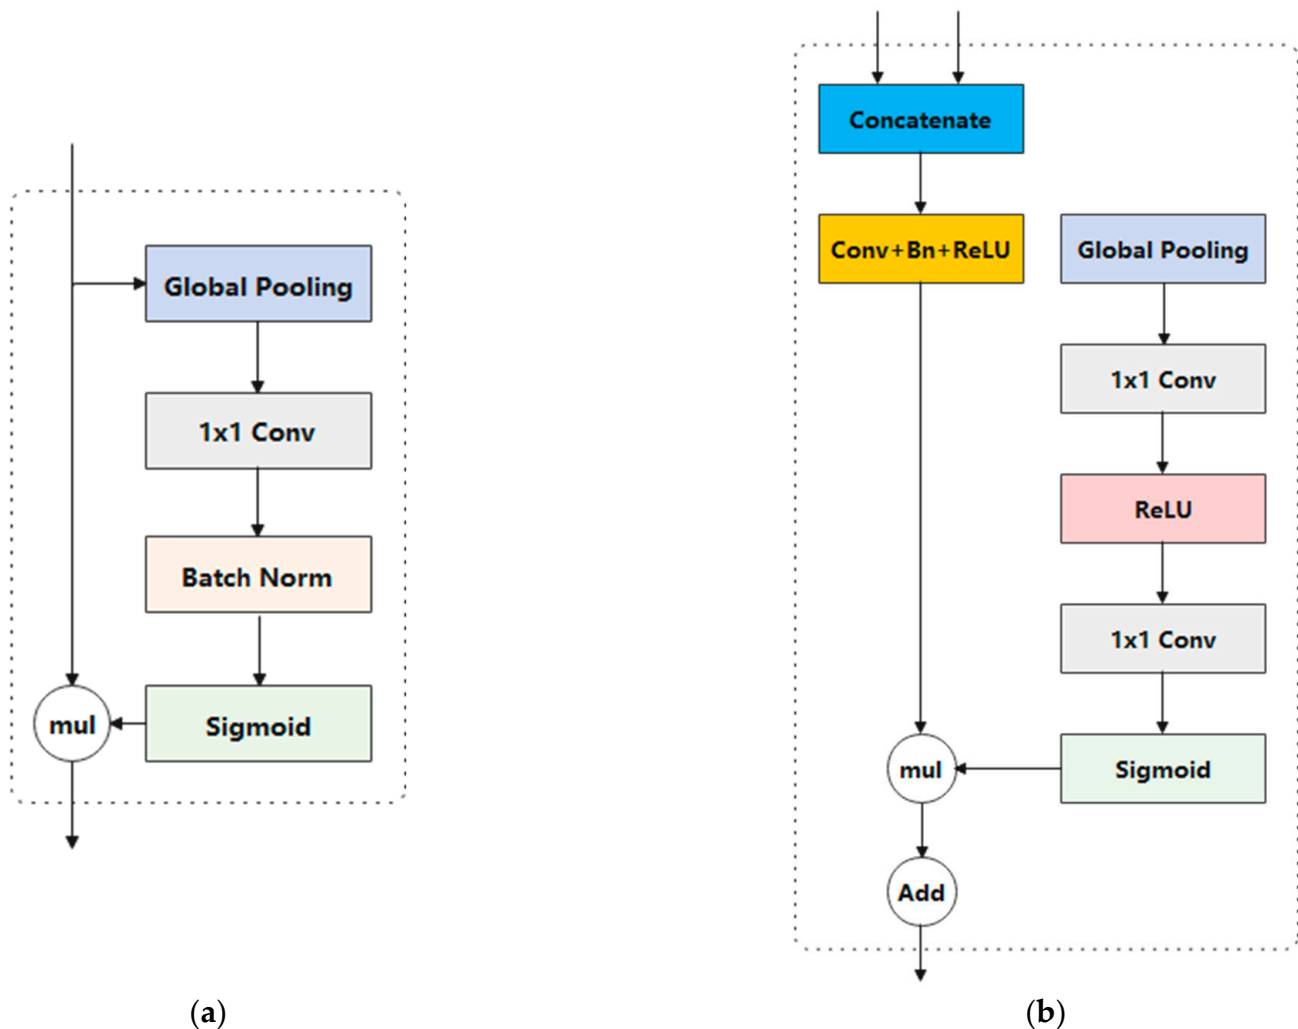 Global Pooling
1x1 Conv
Batch Norm
Sigmoid
mul
(a)
Concatenate
Conv+Bn+ReLU
Global Pooling
1x1 Conv
ReLU
1x1 Conv
Sigmoid
mul
Add
(b)